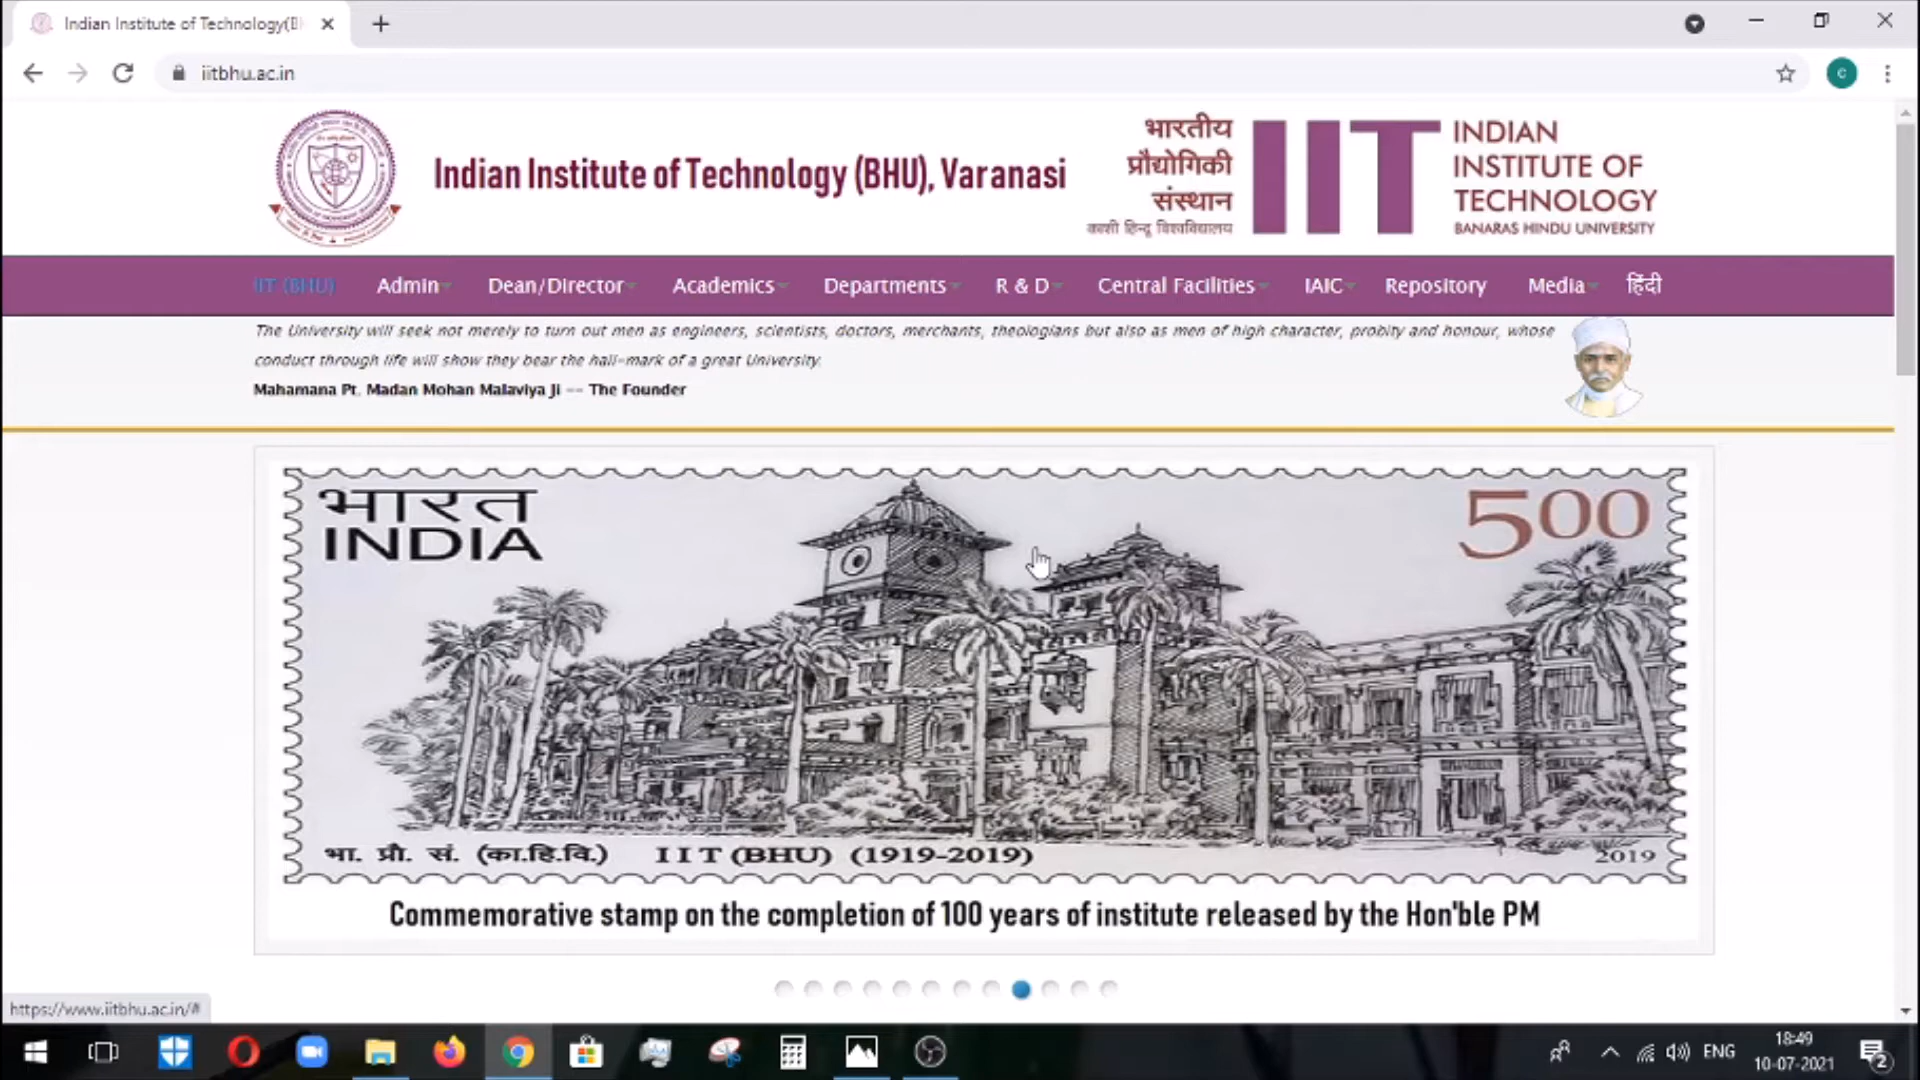 Indian Institute of Technology(B
iitbhu.ac.in
C
Indian Institute of Technology (BHU), Varanasi
भारतीय
प्रौद्योगिकी
संस्थान
काशी हिन्दू विश्वविद्यालय
IIT
INDIAN
INSTITUTE OF
TECHNOLOGY
BANARAS HINDU UNIVERSITY
IIT (BHU) Admin Dean/Director Academics Departments R & D Central Facilities IAIC Repository Media हिंदी
The University will seek not merely to turn out men as engineers, scientists, doctors, merchants, theologians but also as men of high character, probity and honour, whose
conduct through life will show they bear the hall-mark of a great University.
Mahamana Pt. Madan Mohan Malaviya Ji -- The Founder
भारत
INDIA
500
भा. प्रौ. सं. (का.हि.वि.) I I T (BHU) (1919-2019)
2019
Commemorative stamp on the completion of 100 years of institute released by the Hon'ble PM
https://www.iitbhu.ac.in/#
ENG
18:49
10-07-2021
2